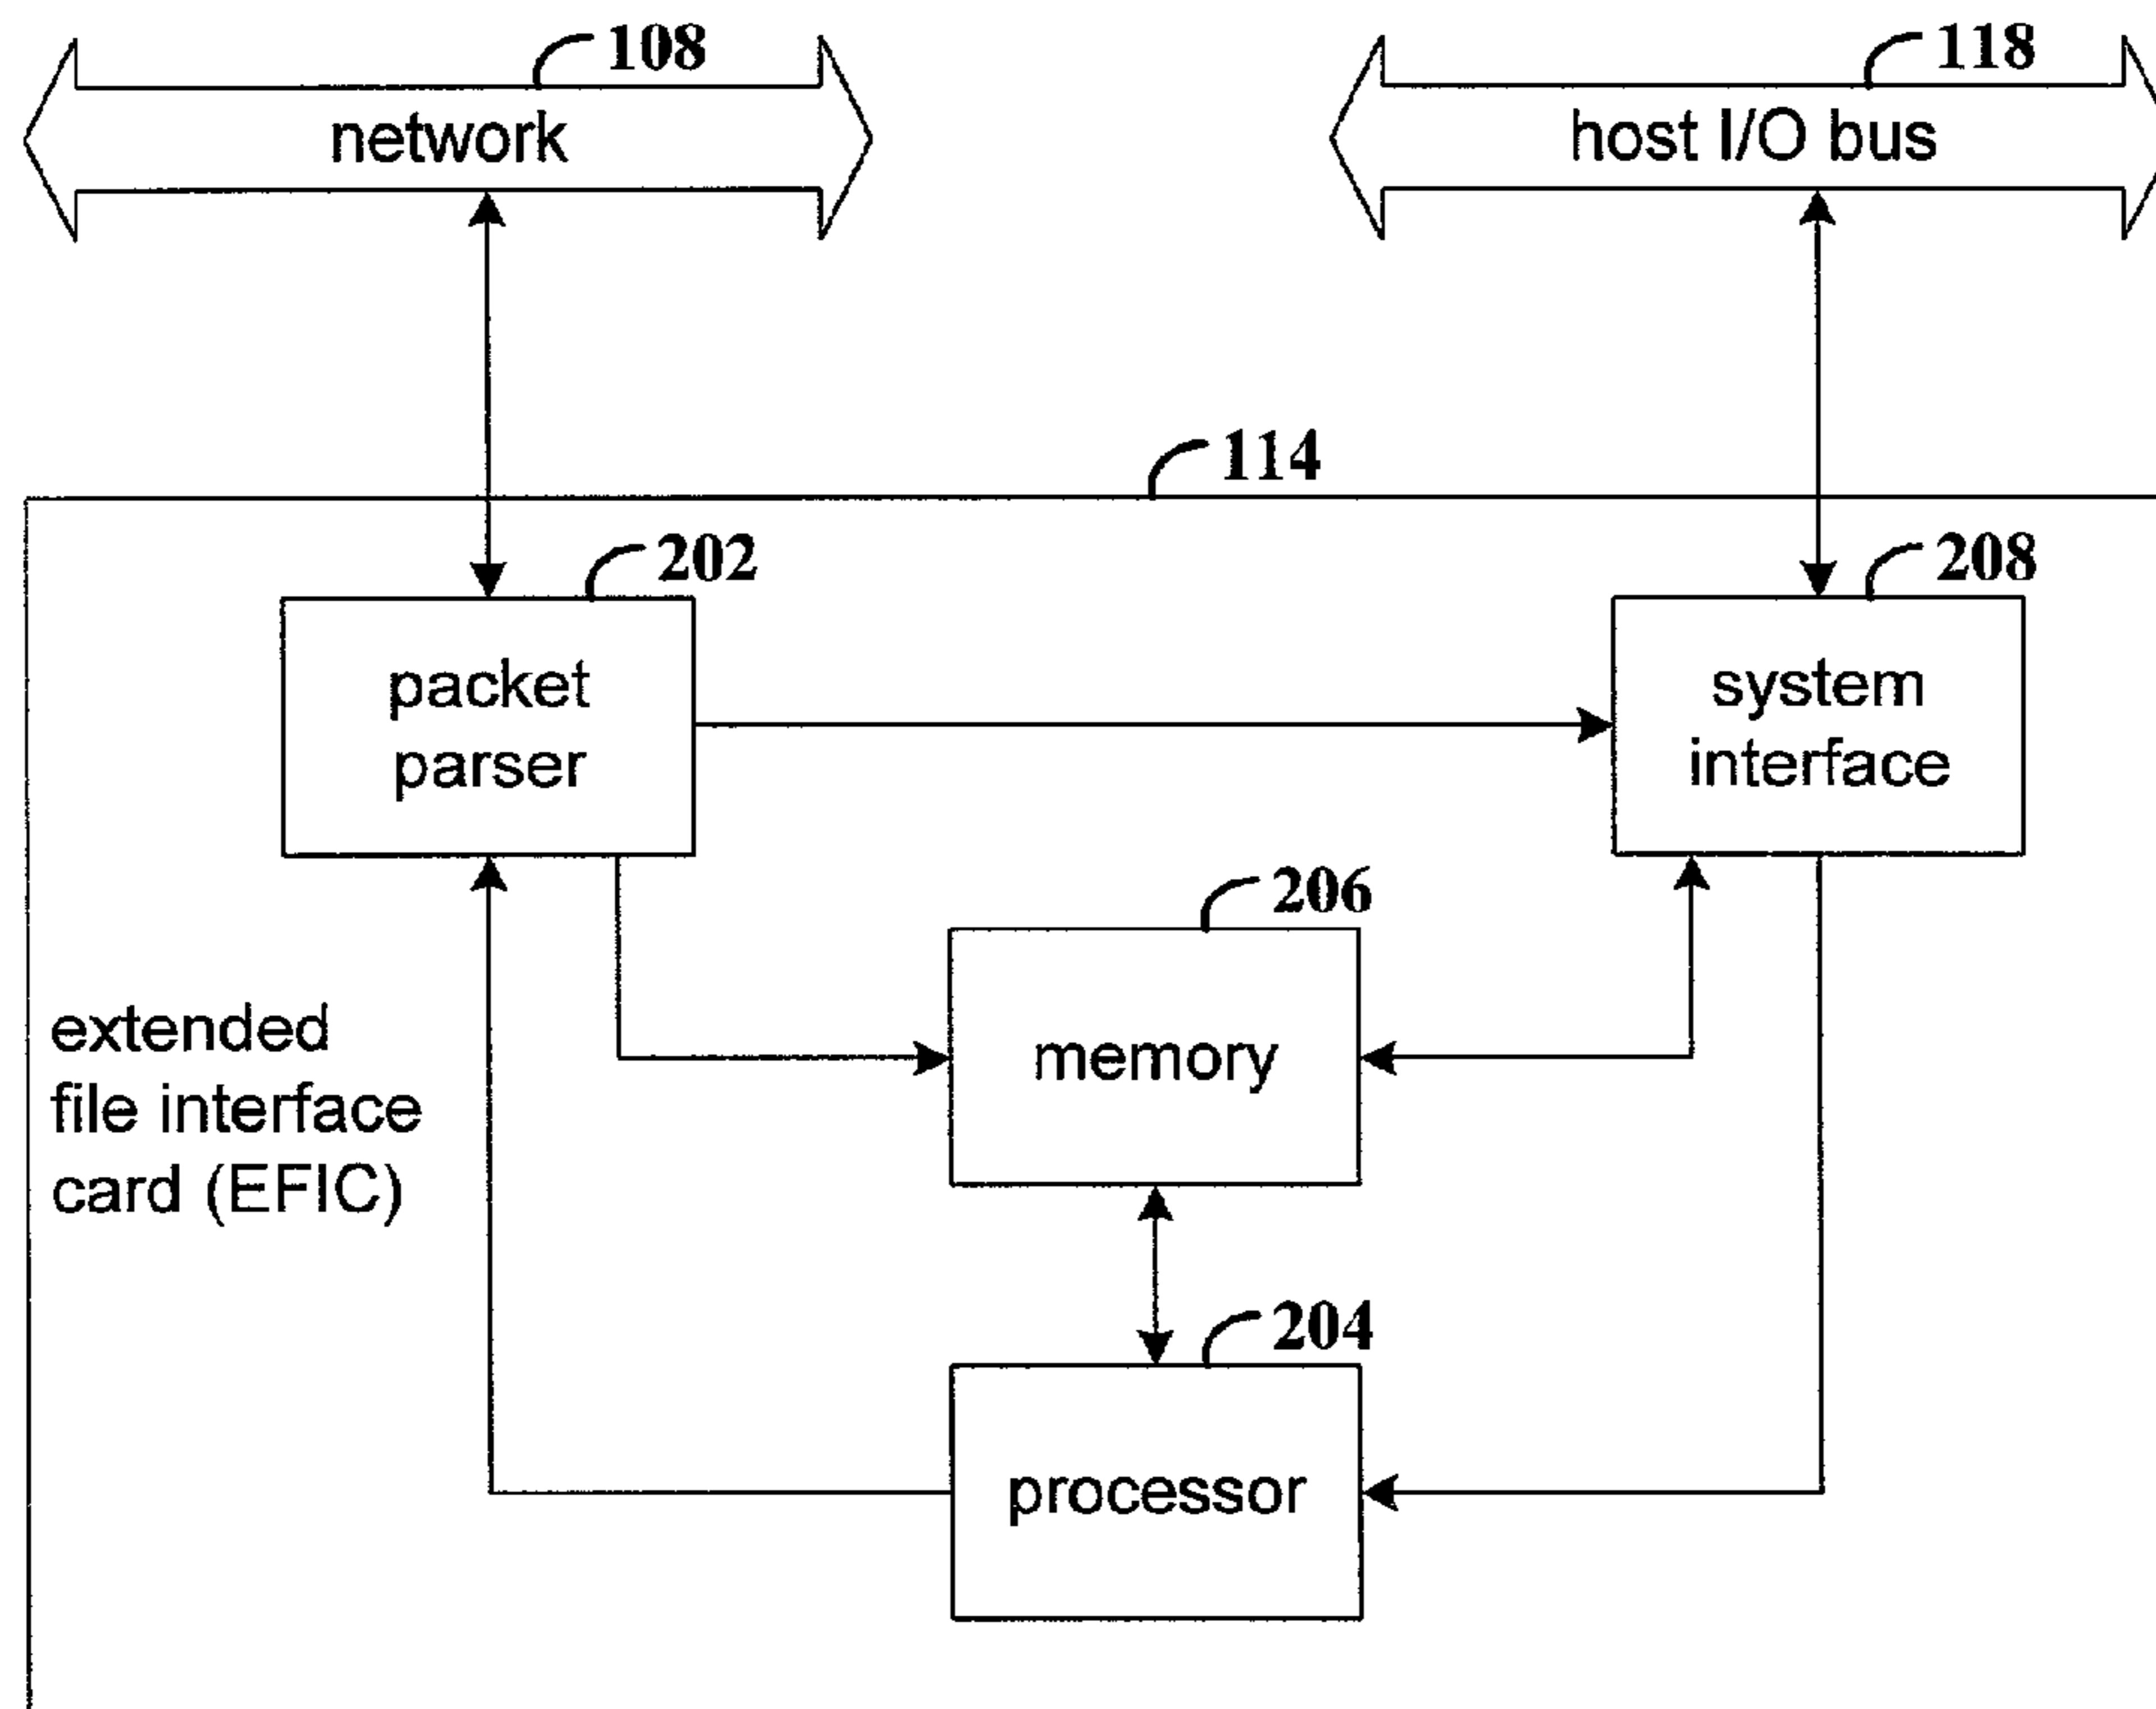 108
118
network
host I/O bus
114
202
208
packet
parser
system
interface
206
extended
file interface
card (EFIC)
memory
204
processor